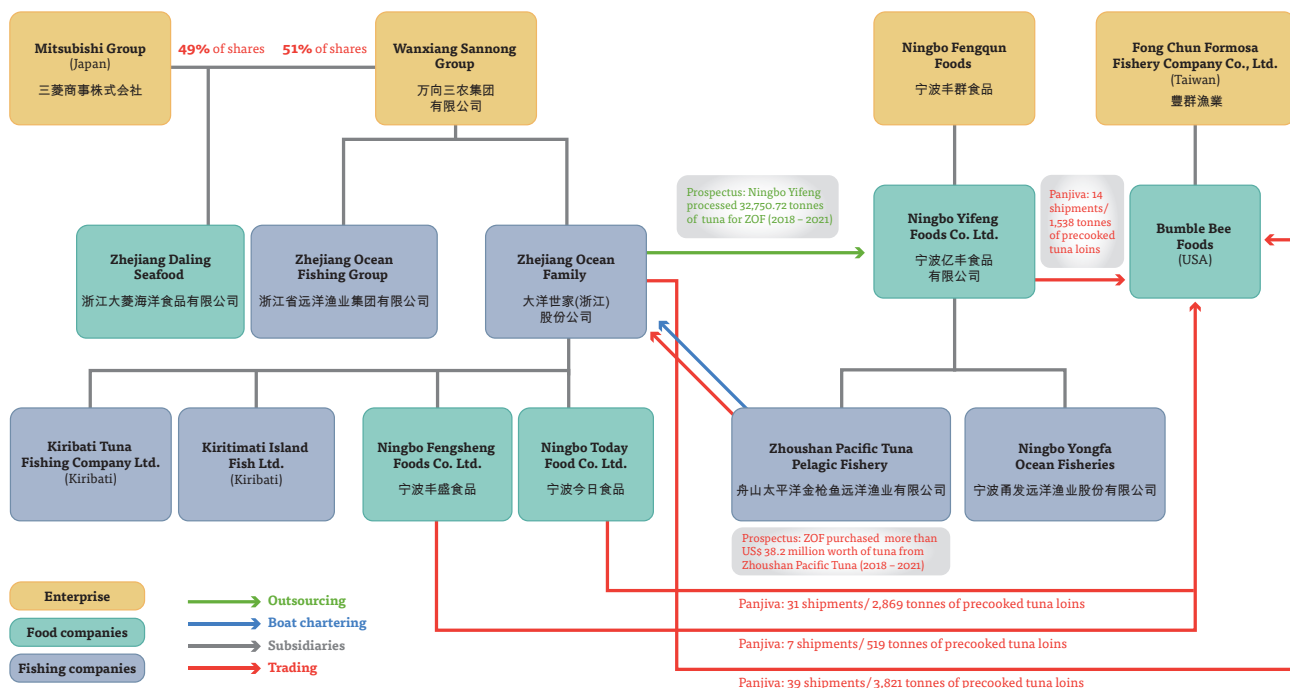 Mitsubishi Group
(Japan)
三菱商事株式会社
49% of shares
51% of shares
Wanxiang Sannong
Group
万向三农集团
有限公司
Ningbo Fengqun
Foods
宁波丰群食品
Fong Chun Formosa
Fishery Company Co., Ltd.
(Taiwan)
豐群漁業
Prospectus: Ningbo Yifeng
processed 32,750.72 tonnes
of tuna for ZOF (2018 – 2021)
Panjiva: 14
shipments/
1,538 tonnes
of precooked
tuna loins
Zhejiang Daling
Seafood
浙江大菱海洋食品有限公司
Zhejiang Ocean
Fishing Group
浙江省远洋渔业集团有限公司
Zhejiang Ocean
Family
大洋世家(浙江)
股份公司
Ningbo Yifeng
Foods Co. Ltd.
宁波亿丰食品
有限公司
Bumble Bee
Foods
(USA)
Kiribati Tuna
Fishing Company Ltd.
(Kiribati)
Kiritimati Island
Fish Ltd.
(Kiribati)
Ningbo Fengsheng
Foods Co. Ltd.
宁波丰盛食品
Ningbo Today
Food Co. Ltd.
宁波今日食品
Zhoushan Pacific Tuna
Pelagic Fishery
舟山太平洋金枪鱼远洋渔业有限公司
Ningbo Yongfa
Ocean Fisheries
宁波甬发远洋渔业股份有限公司
Prospectus: ZOF purchased more than
US$ 38.2 million worth of tuna from
Zhoushan Pacific Tuna (2018 – 2021)
Enterprise
Food companies
Fishing companies
Outsourcing
Boat chartering
Subsidiaries
Trading
Panjiva: 31 shipments/ 2,869 tonnes of precooked tuna loins
Panjiva: 7 shipments/ 519 tonnes of precooked tuna loins
Panjiva: 39 shipments/ 3,821 tonnes of precooked tuna loins